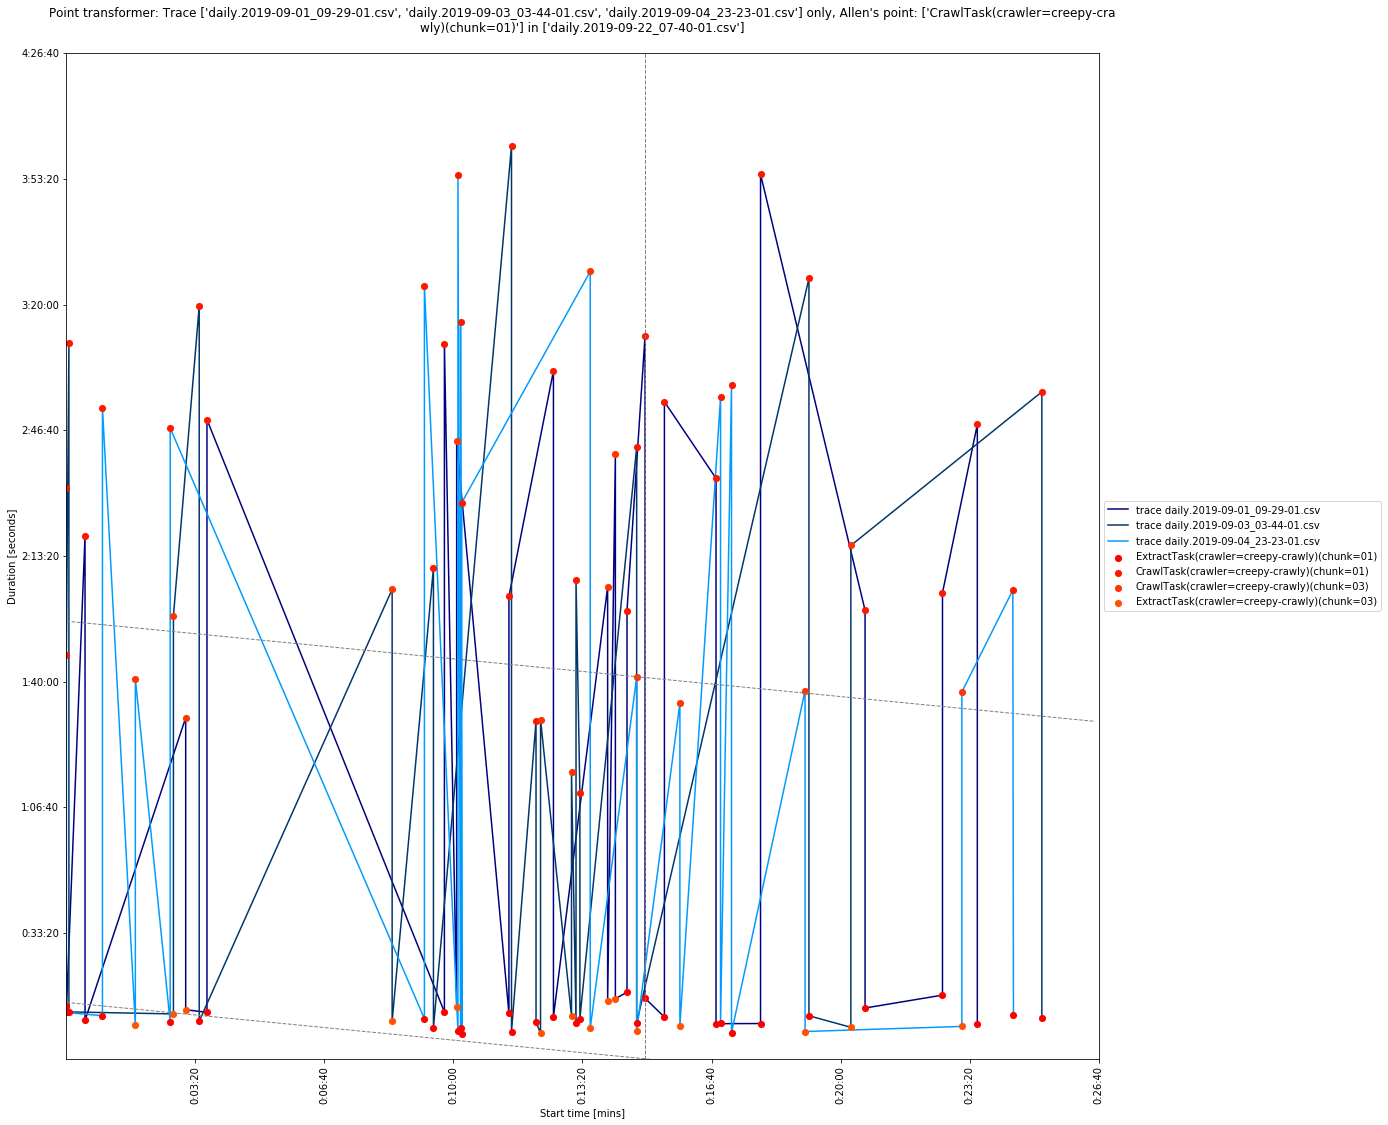 Point transformer: Trace ['daily.2019-09-01_09-29-01.csv', 'daily.2019-09-03_03-44-01.csv', 'daily.2019-09-04_23-23-01.csv'] only, Allen's point: ['CrawlTask(crawler=creepy-cra
wly)(chunk=01)'] in ['daily.2019-09-22_07-40-01.csv']
4:26:40
3:53:20
3:20:00
2:46:40
2:13:20
1:40:00
1:06:40
0:33:20
Duration [seconds]
0:03:20
0:06:40
0:10:00
0:13:20
0:16:40
0:20:00
0:23:20
0:26:40
Start time [mins]
trace daily.2019-09-01_09-29-01.csv
trace daily.2019-09-03_03-44-01.csv
trace daily.2019-09-04_23-23-01.csv
ExtractTask(crawler=creepy-crawly)(chunk=01)
CrawlTask(crawler=creepy-crawly)(chunk=01)
CrawlTask(crawler=creepy-crawly)(chunk=03)
ExtractTask(crawler=creepy-crawly)(chunk=03)